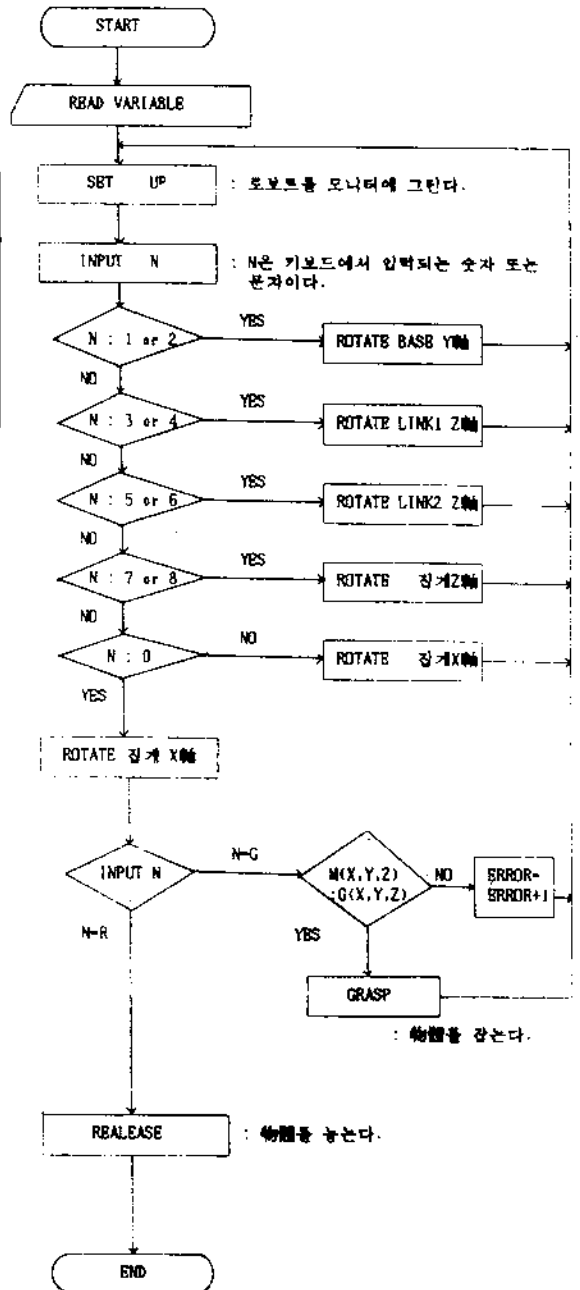 START
READ VARIABLE
SET UP
: 로보트를 모니터에 그린다.
INPUT N
: N은 키보드에서 입력되는 숫자 또는
문자이다.
N : 1 or 2
YES
ROTATE BASE Y軸
NO
N : 3 or 4
YES
ROTATE LINK1 Z軸
NO
N : 5 or 6
YES
ROTATE LINK2 Z軸
NO
N : 7 or 8
YES
ROTATE 집게Z軸
NO
N : 0
NO
ROTATE 집게X軸
YES
ROTATE 집게 X軸
INPUT N
N=G
M(X,Y,Z)
:G(X,Y,Z)
NO
ERROR=
ERROR+1
N=R
YES
GRASP
: 物體를 잡는다.
REALEASE
: 物體를 놓는다.
END